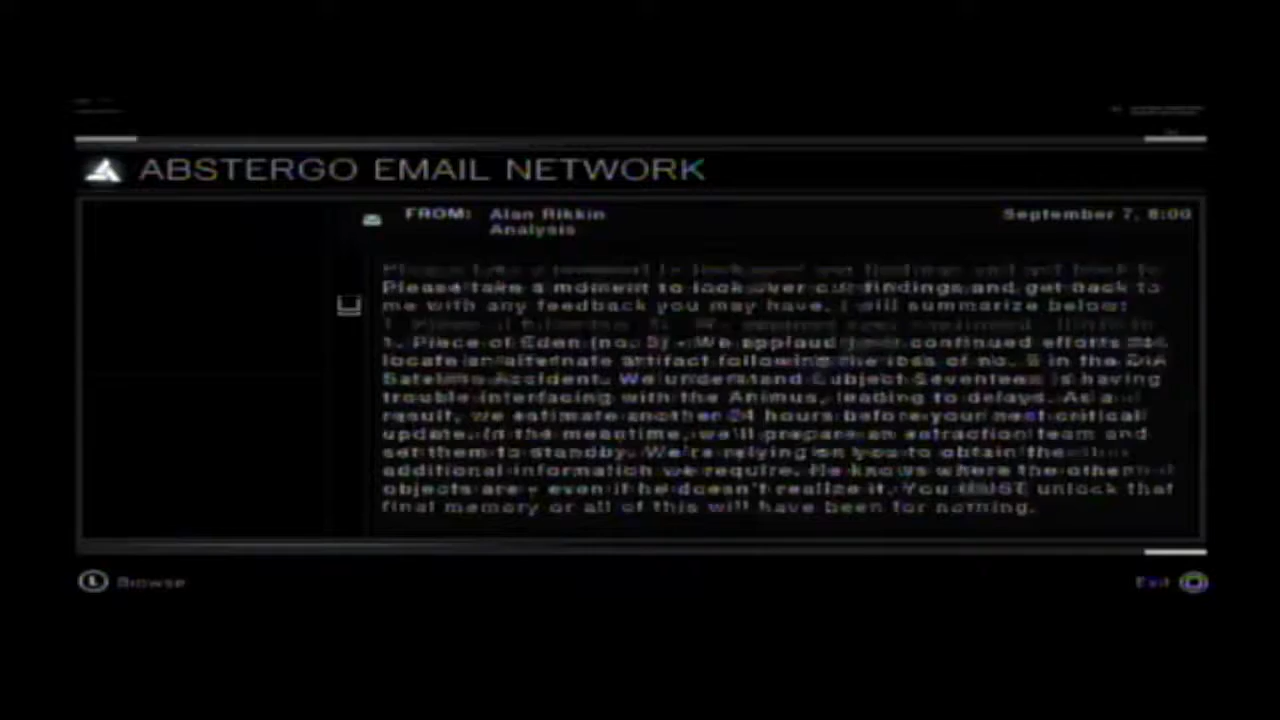 ABSTERGO EMAIL NETWORK
FROM: Alan Rikkin September 7, 8:00
Analysis
Please take a moment to look over our findings and get back to
me with any feedback you may have. I will summarize below:
1. Piece of Eden (no. ) - We applaud your continued efforts
locate an alternate artifact following the loss of no. in the DIA
Satellite Accident. We understand Subject Seventeen is having
trouble interfacing with the Animus, leading to delays. As a
result, we estimate another 24 hours before your next critical
update. In the meantime, we'll prepare an extraction team and
set them to standby. We're relying on you to obtain the
additional information we require. He knows where the other
objects are - even if he doesn't realize it. You MUST unlock that
final memory or all of this will have been for nothing.
L Browse Exit